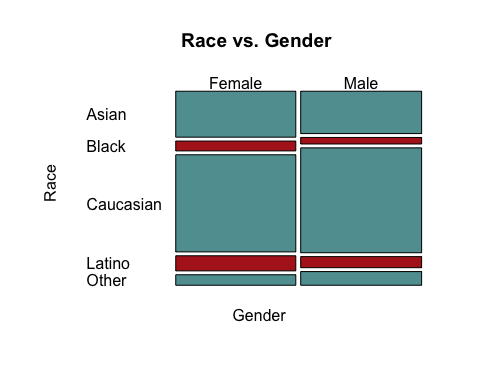 Race vs. Gender
Female Male
Asian
Black
Race
Caucasian
Latino
Other
Gender